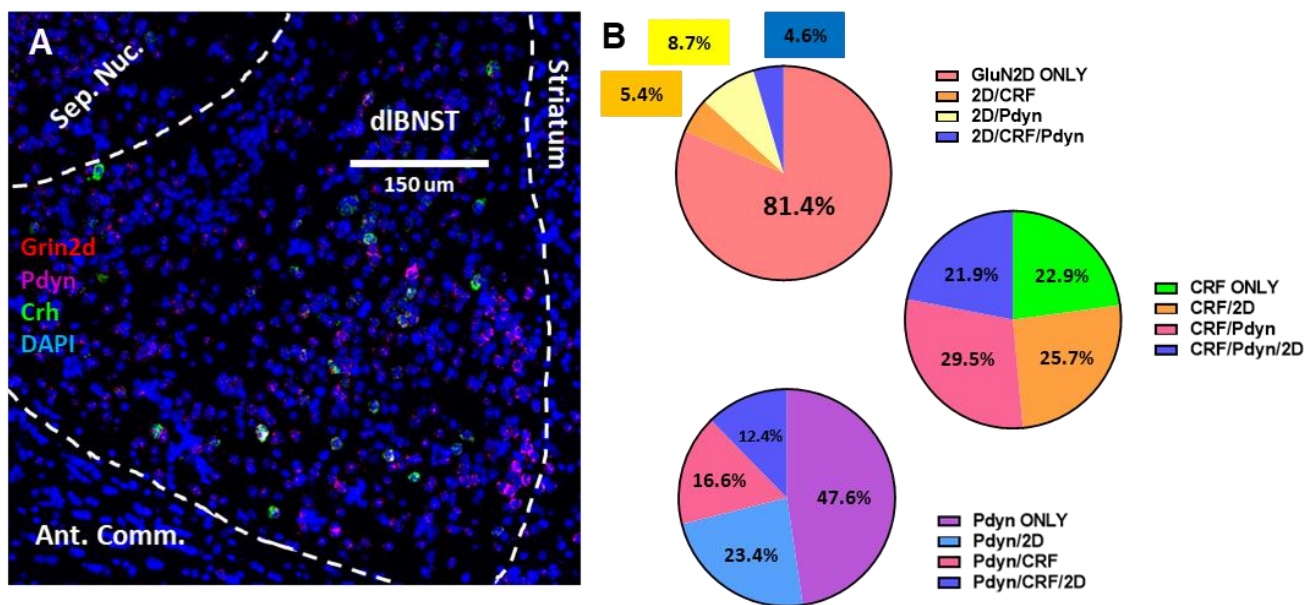 A
Sep. Nuc.
Striatum
dlBNST
150 um
Grin2d
Pdyn
Crh
DAPI
Ant. Comm.
B
5.4%
8.7%
4.6%
81.4%
GluN2D ONLY
2D/CRF
2D/Pdyn
2D/CRF/Pdyn
21.9%
22.9%
29.5%
25.7%
CRF ONLY
CRF/2D
CRF/Pdyn
CRF/Pdyn/2D
12.4%
16.6%
47.6%
23.4%
Pdyn ONLY
Pdyn/2D
Pdyn/CRF
Pdyn/CRF/2D